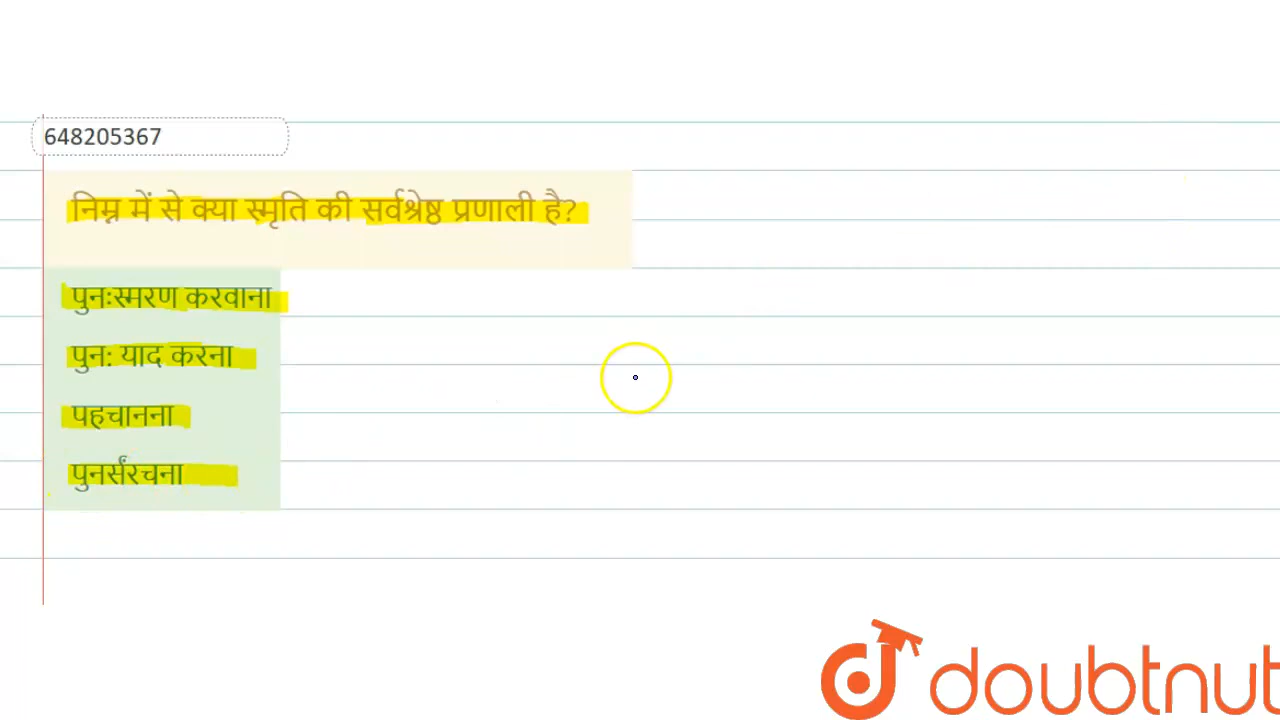 648205367
निम्न में से क्या स्मृति की सर्वश्रेष्ठ प्रणाली है?
पुनःस्मरण करवाना
पुन: याद करना
पहचानना
पुनर्संरचना
doubtnut